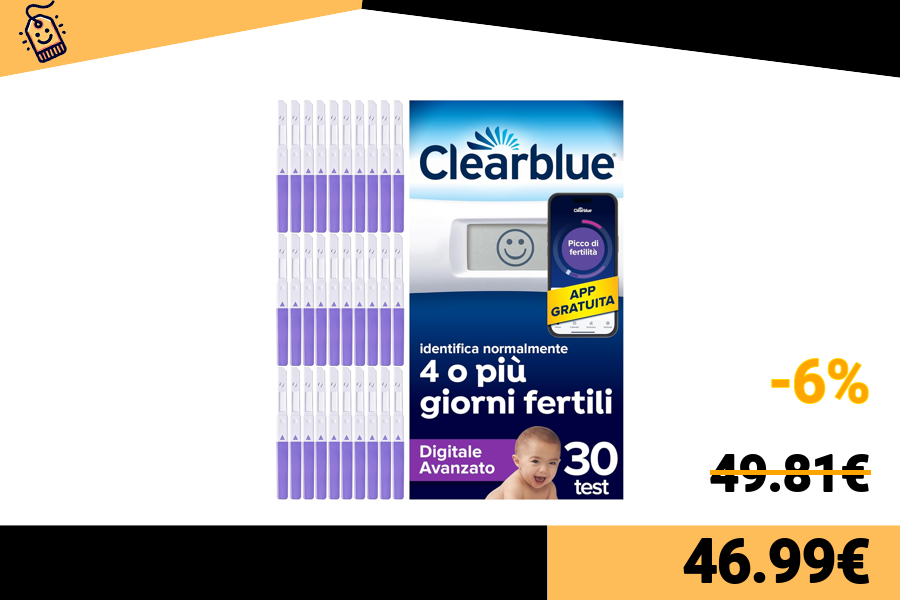 Clearblue
Clearblue
Picco di
fertilità
APP
GRATUITA
identifica normalmente
4 o più
giorni fertili
Digitale
Avanzato
30
test
-6%
49.81€
46.99€